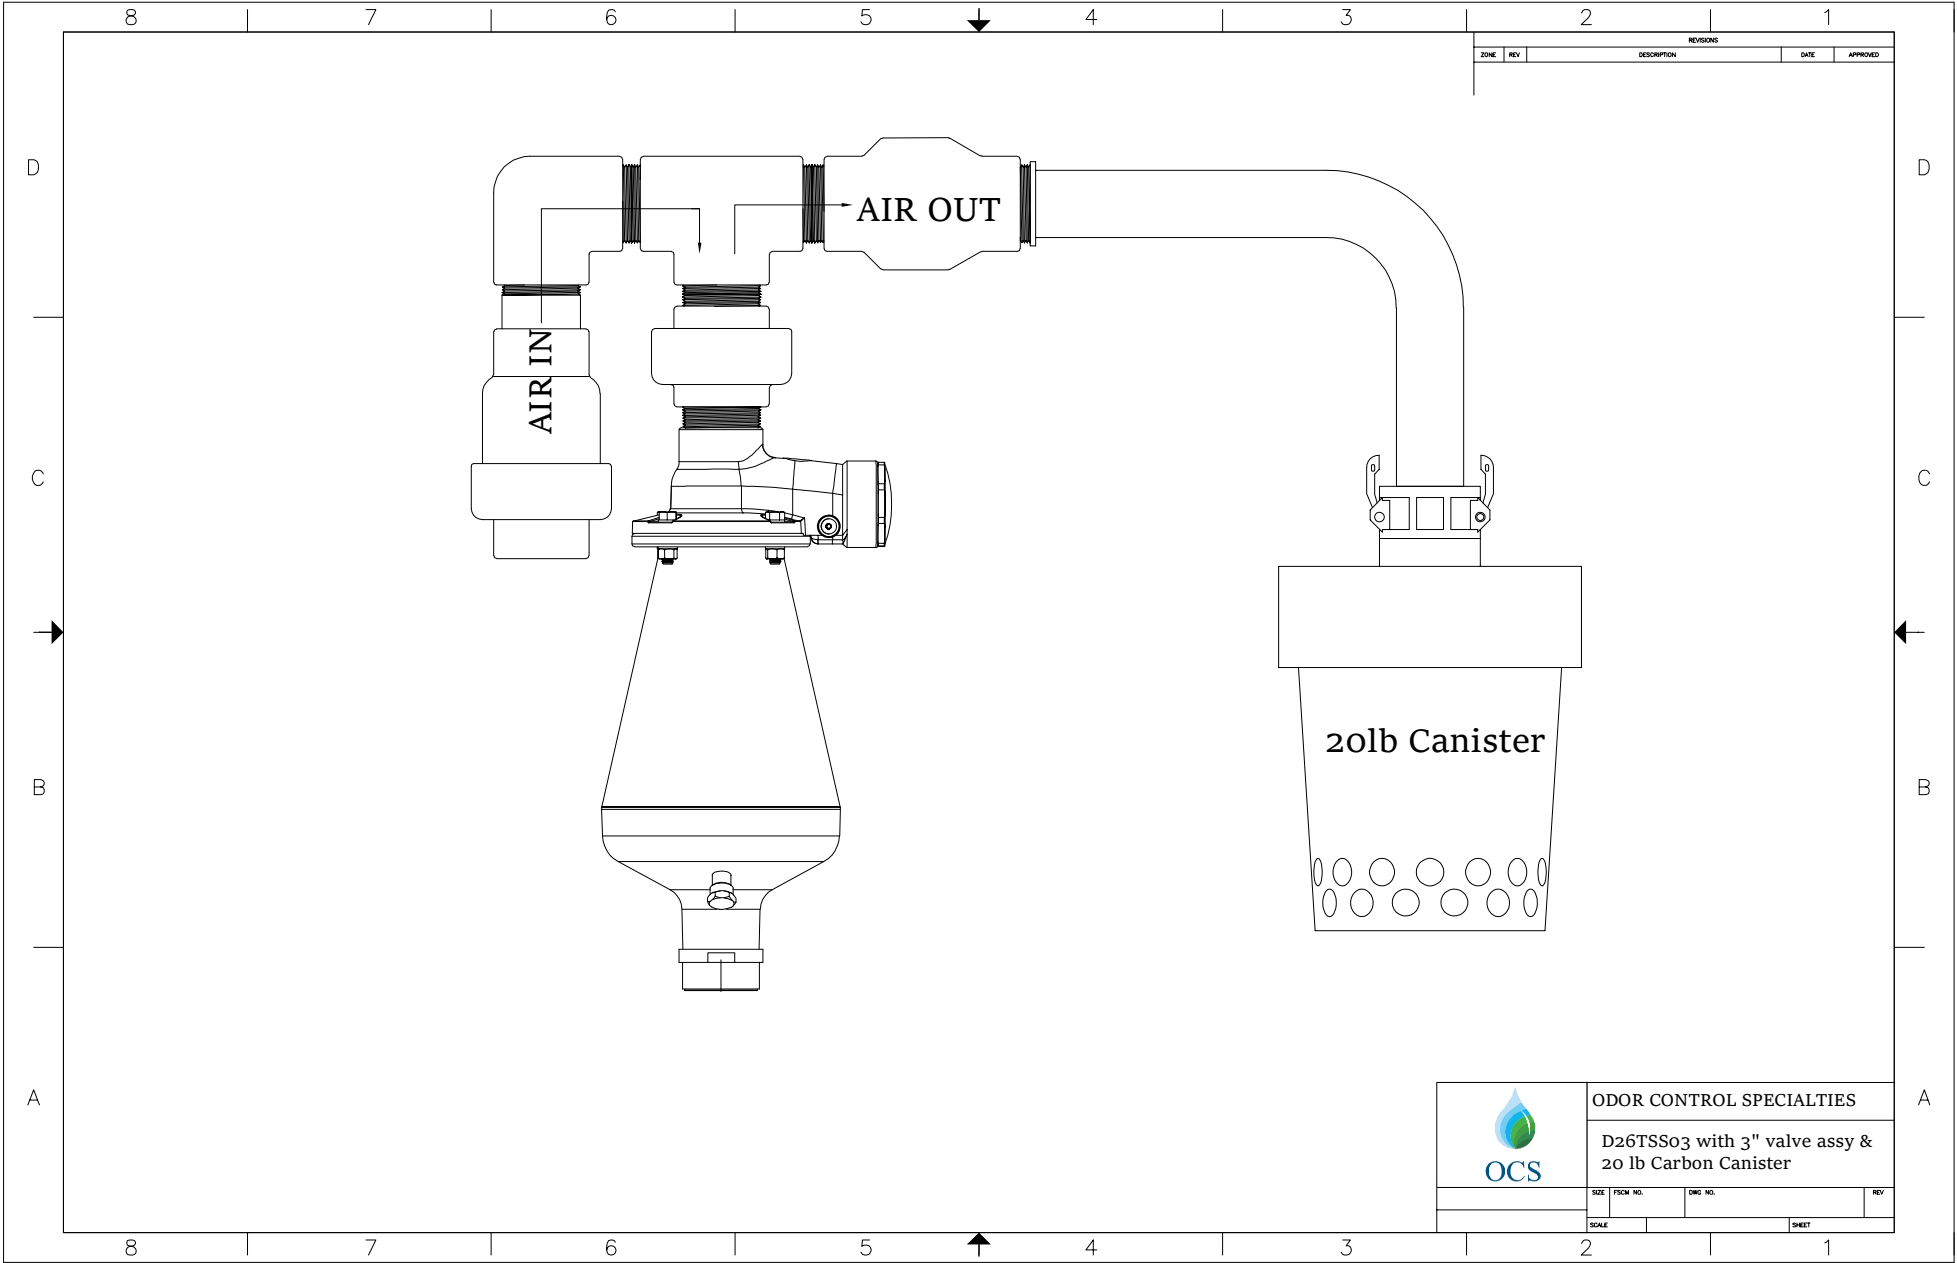 8 7 6 5 4 3 2 1
REVISIONS
ZONE REV DESCRIPTION DATE APPROVED
D D
AIR OUT
AIR IN
C C
20lb Canister
B B
A A
ODOR CONTROL SPECIALTIES
D26TSS03 with 3" valve assy &
20 lb Carbon Canister
OCS
SIZE FSCM NO. DWG NO. REV
SCALE SHEET
8 7 6 5 4 3 2 1